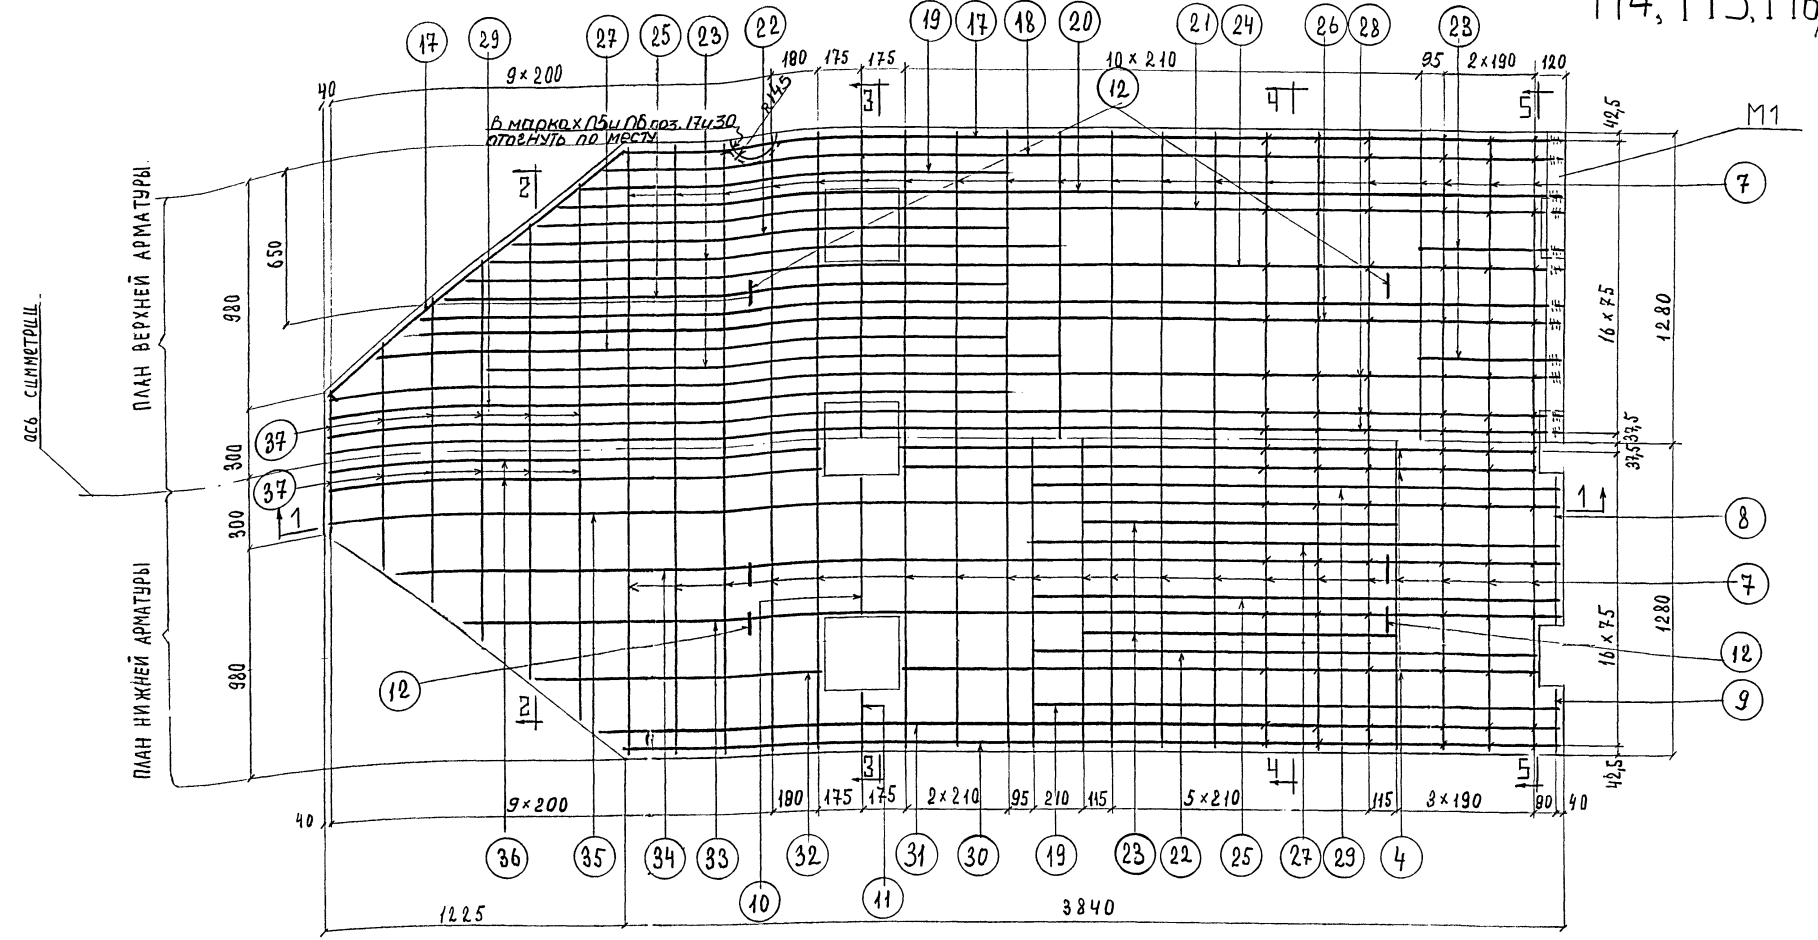 П4, П5, П6
17 29 27 25 23 22 19 17 18 20 21 24 26 28 23
40 9×200 180 175 175 10×210 95 2×190 120
3 12 4 5
R145
В марках П5 и П6 поз. 17 и 30
отогнуть по месту
М1
42,5
2
7
ПЛАН ВЕРХНЕЙ АРМАТУРЫ
ось симметрии
650
980
16×75
1280
37
300
37,5
37,5
37
300
1
1
8
ПЛАН НИЖНЕЙ АРМАТУРЫ
7
16×75
1280
12
12
980
2
9
3 4 5
42,5
40 9×200 180 175 175 2×210 95 210 115 5×210 115 3×190 90 40
36 35 34 33 32 31 30 19 23 22 25 27 29 4
10 11
1225 3840